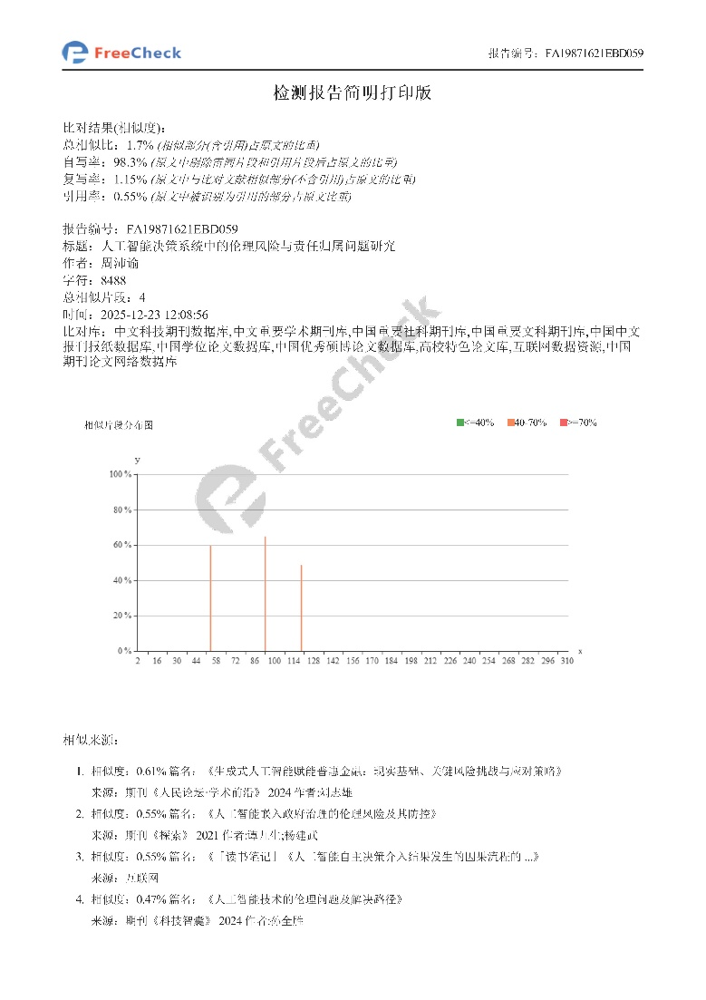 FreeCheck
报告编号：FA19871621EBD059
检测报告简明打印版
比对结果(相似度)：
总相似比：1.7% (相似部分(含引用)占原文的比重)
自写率：98.3% (原文中剔除雷同片段和引用片段后占原文的比重)
复写率：1.15% (原文中与比对文献相似部分(不含引用)占原文的比重)
引用率：0.55% (原文中被识别为引用的部分占原文比重)
报告编号：FA19871621EBD059
标题：人工智能决策系统中的伦理风险与责任归属问题研究
作者：周沛谕
字符：8488
总相似片段：4
时间：2025-12-23 12:08:56
比对库：中文科技期刊数据库,中文重要学术期刊库,中国重要社科期刊库,中国重要文科期刊库,中国中文
报刊报纸数据库,中国学位论文数据库,中国优秀硕博论文数据库,高校特色论文库,互联网数据资源,中国
期刊论文网络数据库
FreeCheck
相似片段分布图
<=40% 40-70% >=70%
y
100 %
80 %
60 %
40 %
20 %
0 %
x
2 16 30 44 58 72 86 100 114 128 142 156 170 184 198 212 226 240 254 268 282 296 310
相似来源：
1. 相似度：0.61% 篇名：《生成式人工智能赋能普惠金融：现实基础、关键风险挑战与应对策略》
来源：期刊《人民论坛·学术前沿》 2024 作者:刘志雄
2. 相似度：0.55% 篇名：《人工智能嵌入政府治理的伦理风险及其防控》
来源：期刊《探索》 2021 作者:谭九生;杨建武
3. 相似度：0.55% 篇名：《「读书笔记」《人工智能自主决策介入结果发生的因果流程的 ...》
来源：互联网
4. 相似度：0.47% 篇名：《人工智能技术的伦理问题及解决路径》
来源：期刊《科技智囊》 2024 作者:孙全胜